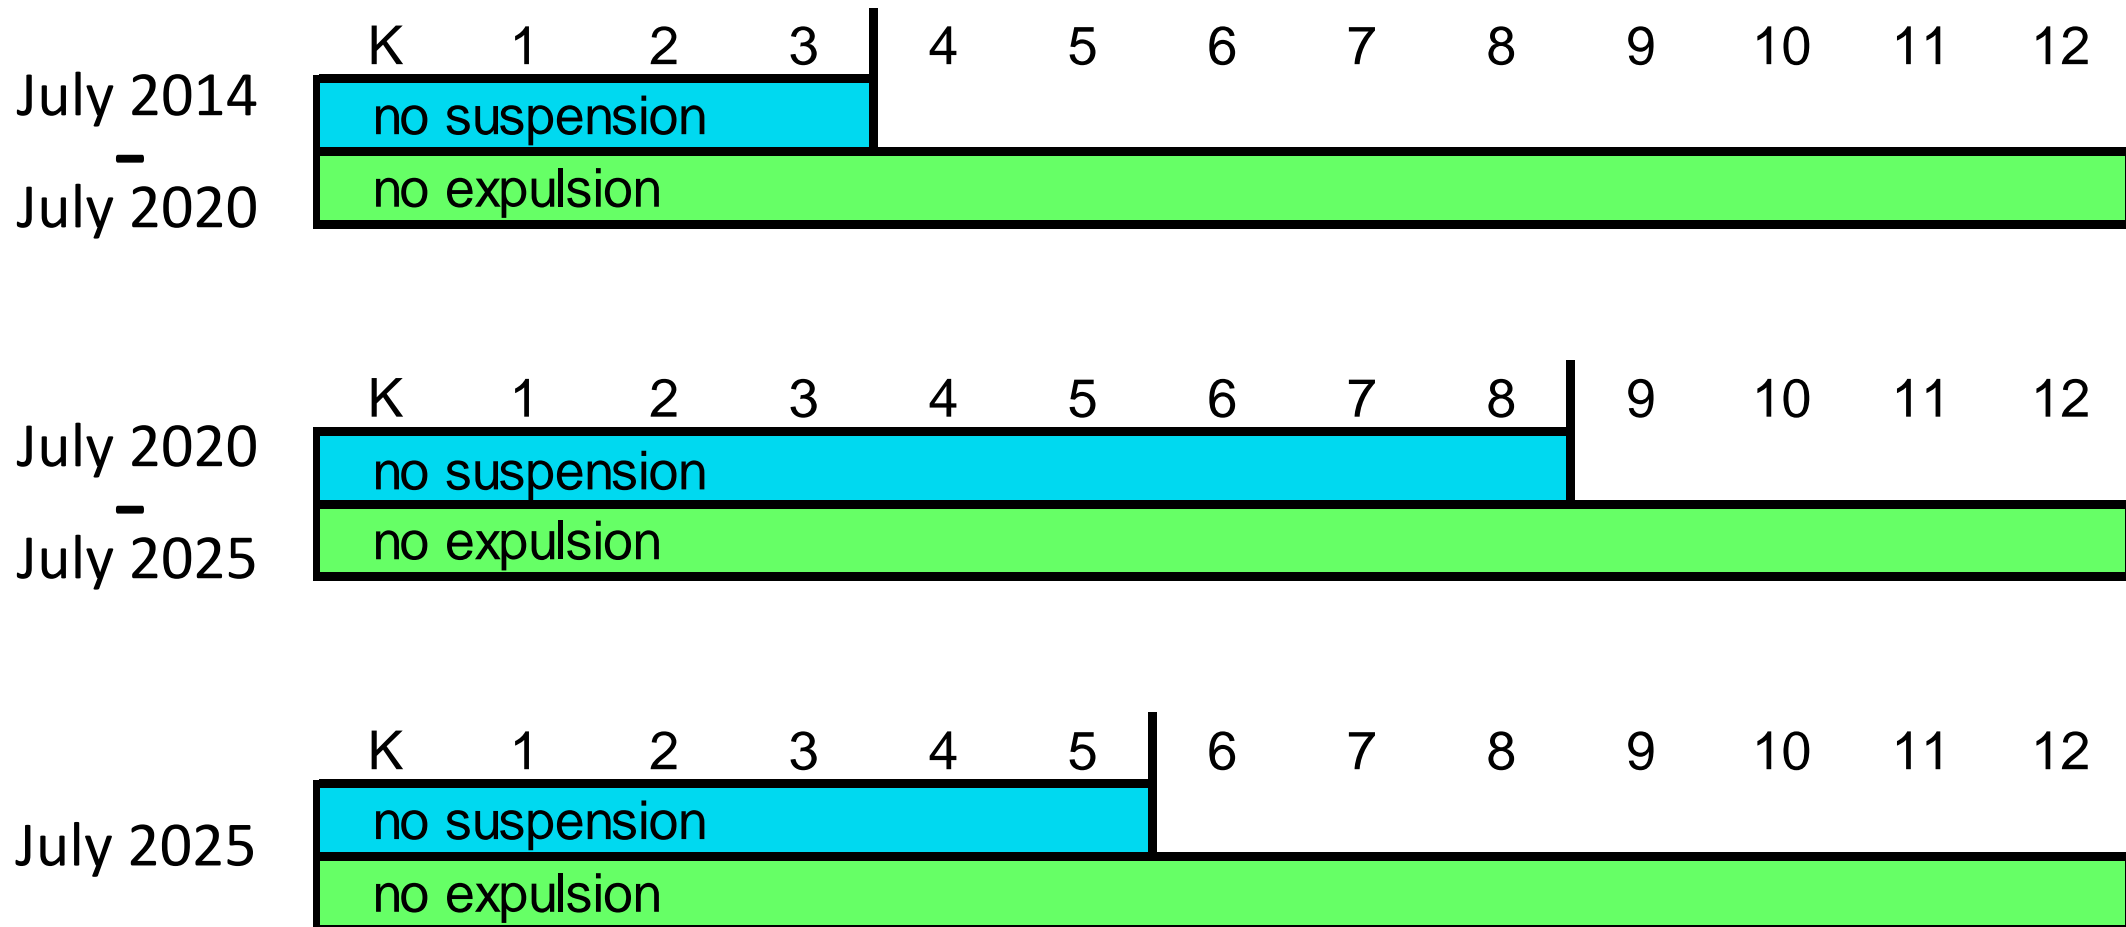 K 1 2 3 4 5 6 7 8 9 10 11 12
July 2014
–
July 2020
no suspension
no expulsion
K 1 2 3 4 5 6 7 8 9 10 11 12
July 2020
–
July 2025
no suspension
no expulsion
K 1 2 3 4 5 6 7 8 9 10 11 12
July 2025
no suspension
no expulsion